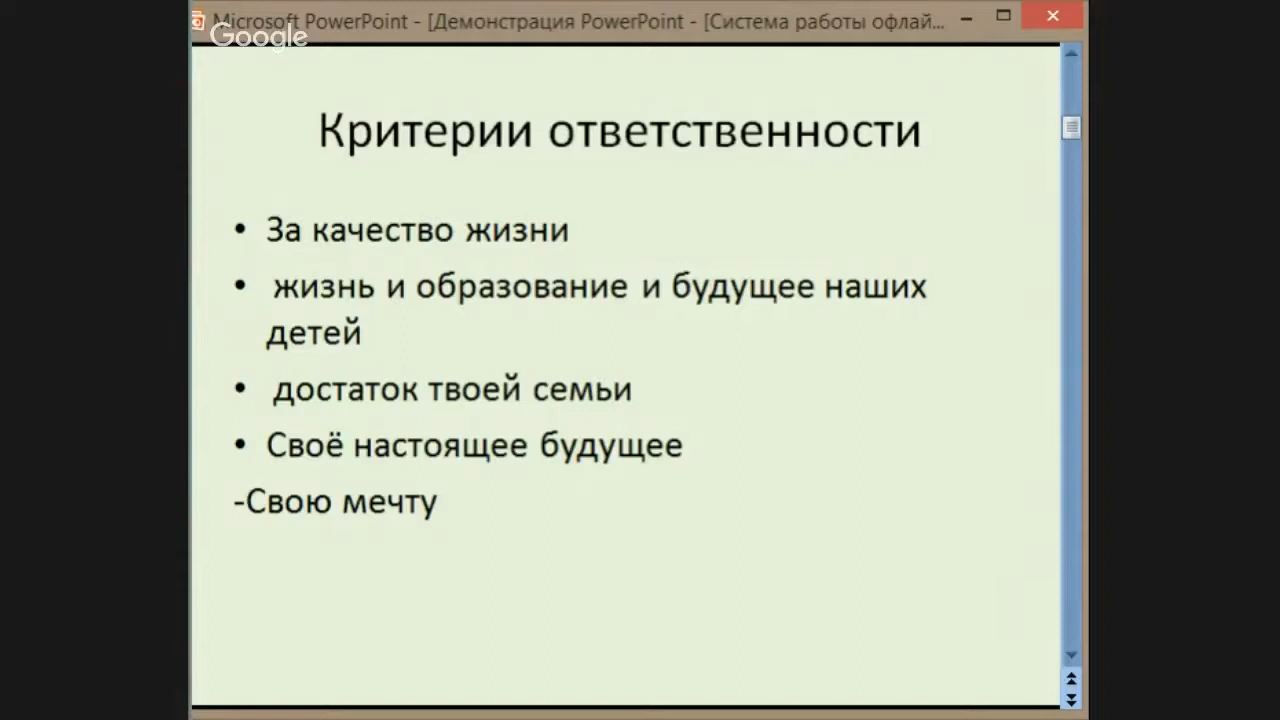 Microsoft PowerPoint - [Демонстрация PowerPoint - [Система работы офлай...
Google
Критерии ответственности
• За качество жизни
• жизнь и образование и будущее наших
детей
• достаток твоей семьи
• Своё настоящее будущее
-Свою мечту